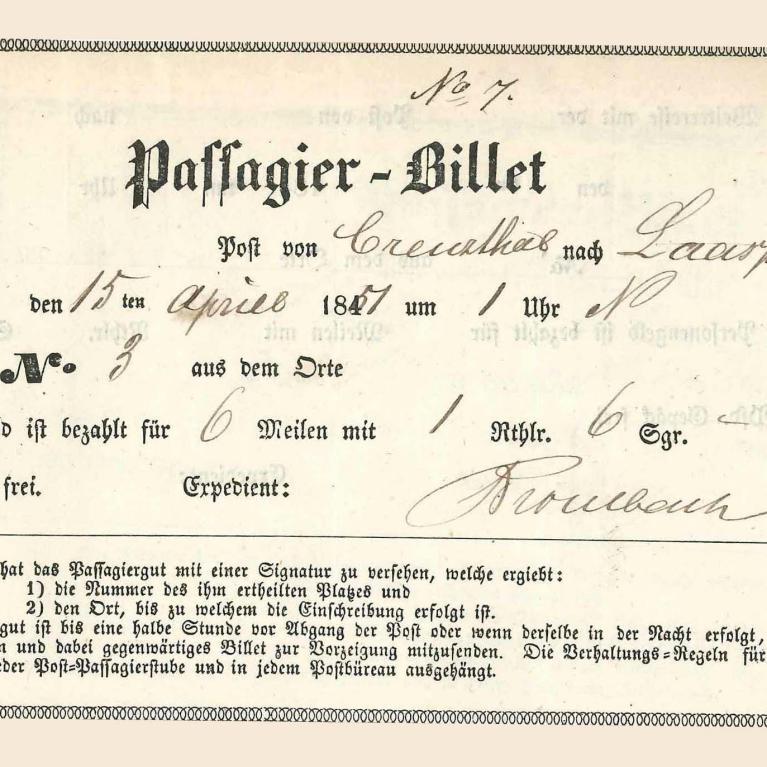 No 7.
Passagier-Billet
Post von Creuzthal nach Laasp
den 15ten April 1851 um 1 Uhr N
No. 3 aus dem Orte
d ist bezahlt für 6 Meilen mit 1 Rthlr. 6 Sgr. —
frei. Expedient:
hat das Passagiergut mit einer Signatur zu versehen, welche ergiebt:
1) die Nummer des ihm ertheilten Platzes und
2) den Ort, bis zu welchem die Einschreibung erfolgt ist.
gut ist bis eine halbe Stunde vor Abgang der Post oder wenn derselbe in der Nacht erfolgt,
n und dabei gegenwärtiges Billet zur Vorzeigung mitzusenden. Die Verhaltungs=Regeln für
eder Post=Passagierstube und in jedem Postbüreau ausgehängt.